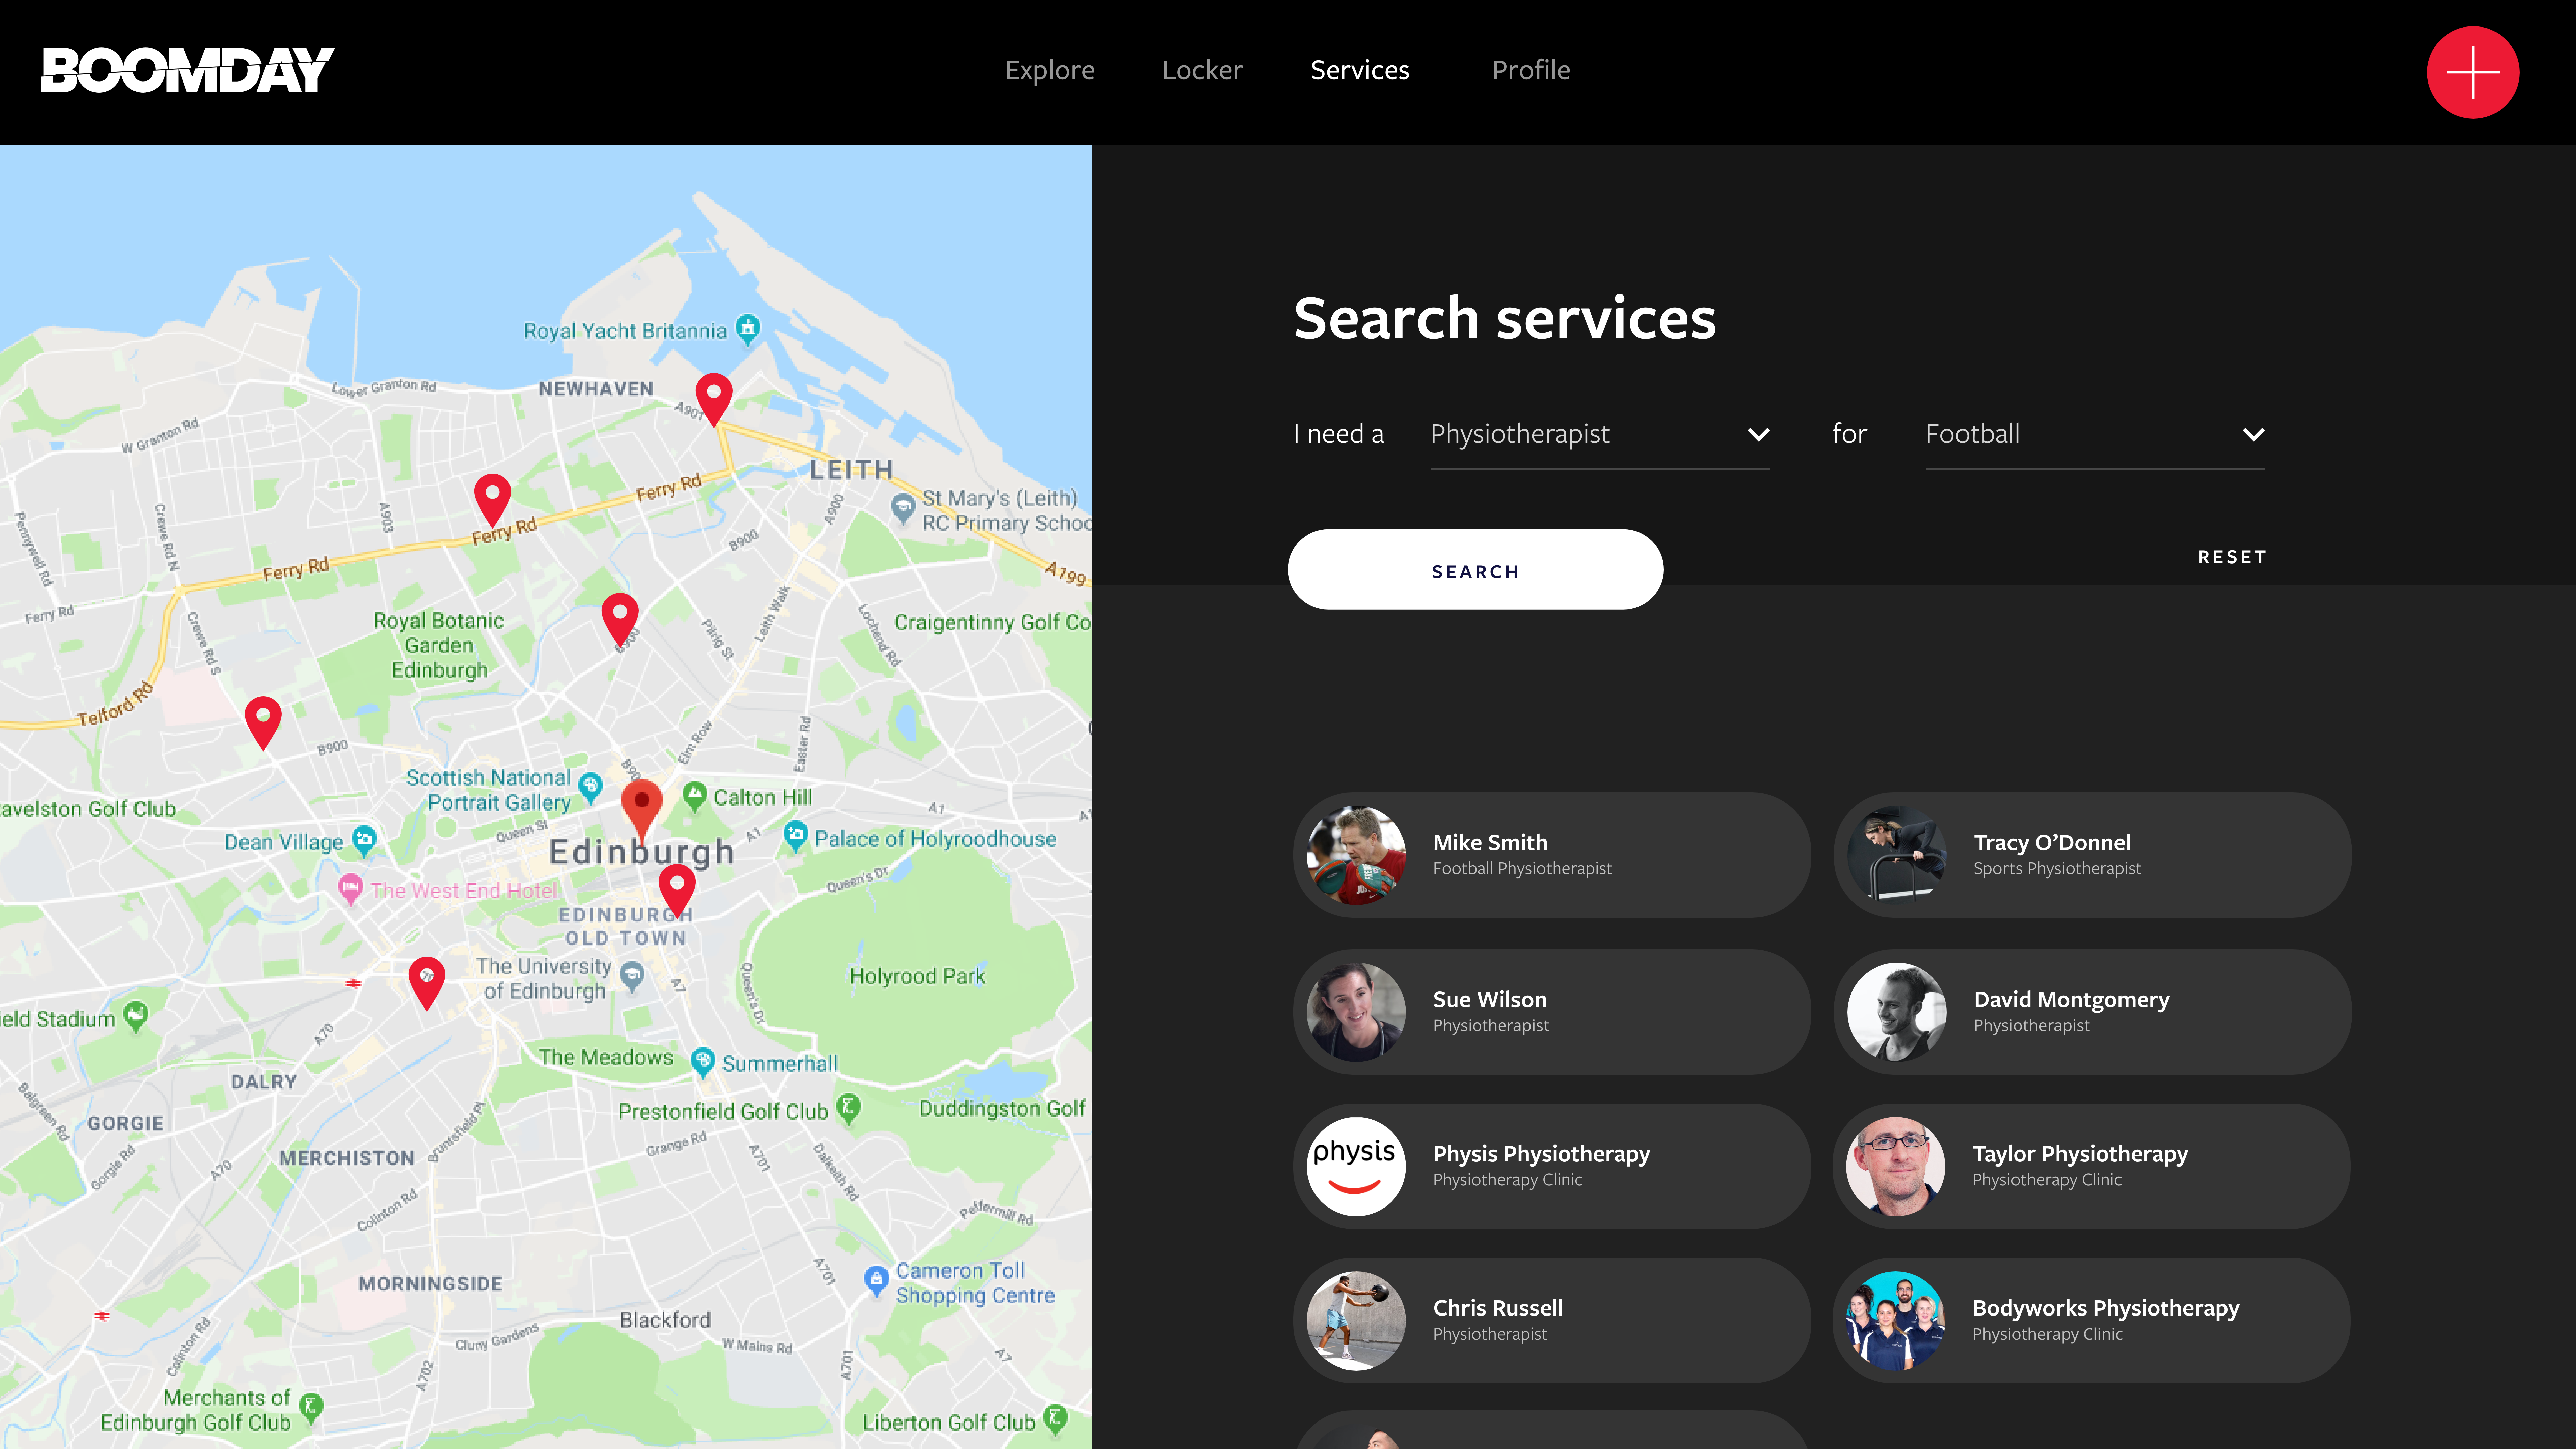 BOOMDAY
Explore
Locker
Services
Profile
Royal Yacht Britannia
Lower Granton Rd
NEWHAVEN
A901
W Granton Rd
LEITH
Ferry Rd
St Mary's (Leith)
RC Primary Schoo
A900
A903
Crewe Rd N
Pennywell Rd
Ferry Rd
B900
Ferry Rd
A199
Ferry Rd
Crewe Rd S
Royal Botanic
Garden
Edinburgh
Pilrig St
Leith Walk
Lochend Rd
Craigentinny Golf Co
Telford Rd
B900
Elm Row
Easter Rd
Scottish National
Portrait Gallery
Calton Hill
avelston Golf Club
A1
Queen St
A1
Dean Village
Palace of Holyroodhouse
Edinburgh
Queen's Dr
The West End Hotel
EDINBURGH
OLD TOWN
The University
of Edinburgh
A7
Queen's Dr
Holyrood Park
ield Stadium
A70
The Meadows
Summerhall
DALRY
Prestonfield Golf Club
Duddingston Golf
Balgreen Rd
GORGIE
Bruntsfield Pl
Grange Rd
Gorgie Rd
A70
MERCHISTON
A701
Dalkeith Rd
Colinton Rd
Peffermill Rd
A701
Cameron Toll
Shopping Centre
MORNINGSIDE
Blackford
Colinton Rd
Cluny Gardens
W Mains Rd
A701
A7
A702
Merchants of
Edinburgh Golf Club
Liberton Golf Club
Search services
I need a Physiotherapist for Football
SEARCH
RESET
Mike Smith
Football Physiotherapist
Tracy O’Donnel
Sports Physiotherapist
Sue Wilson
Physiotherapist
David Montgomery
Physiotherapist
physis
Physis Physiotherapy
Physiotherapy Clinic
Taylor Physiotherapy
Physiotherapy Clinic
Chris Russell
Physiotherapist
Bodyworks Physiotherapy
Physiotherapy Clinic